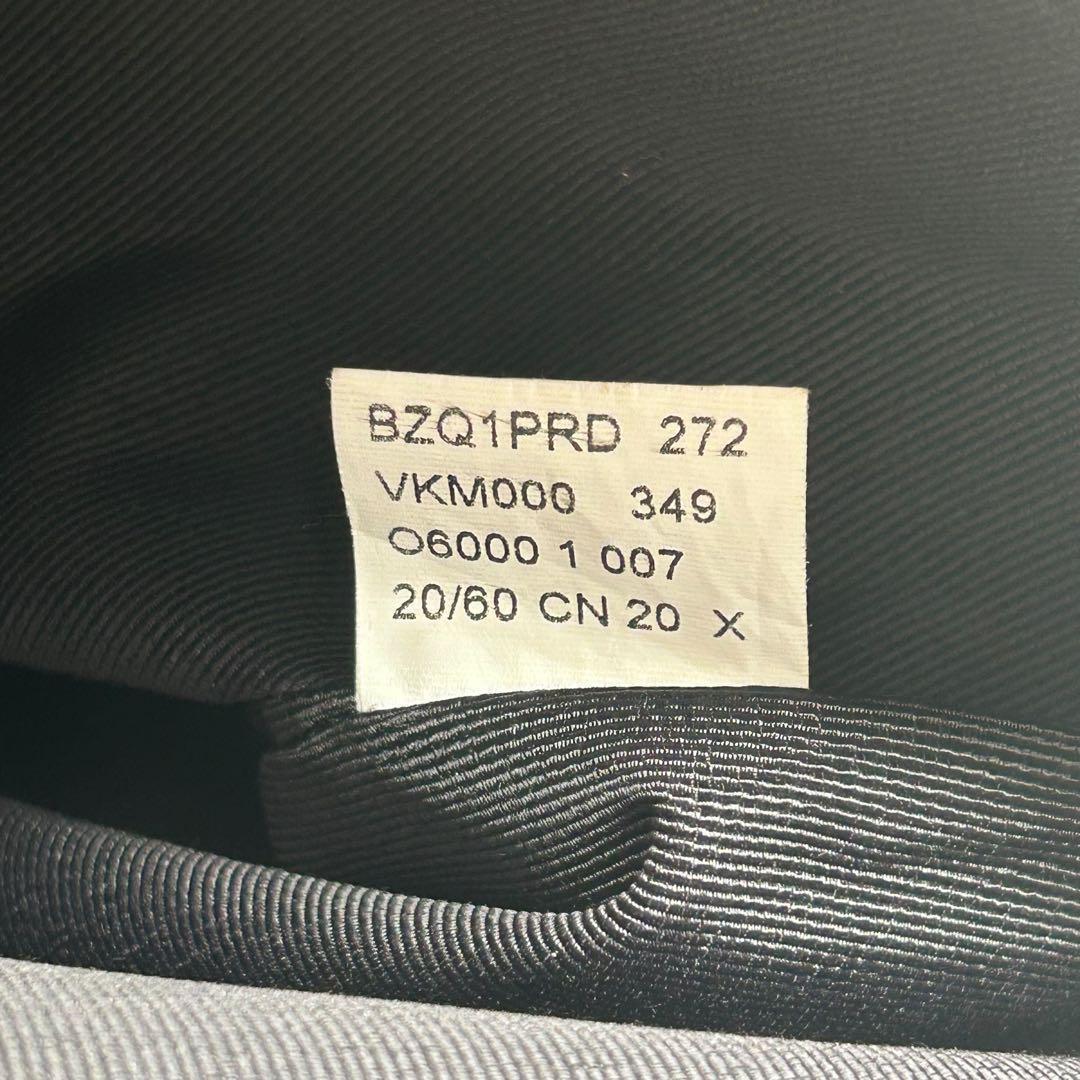 BZQ1PRD 272
VKM000 349
O6000 1 007
20/60 CN 20 X